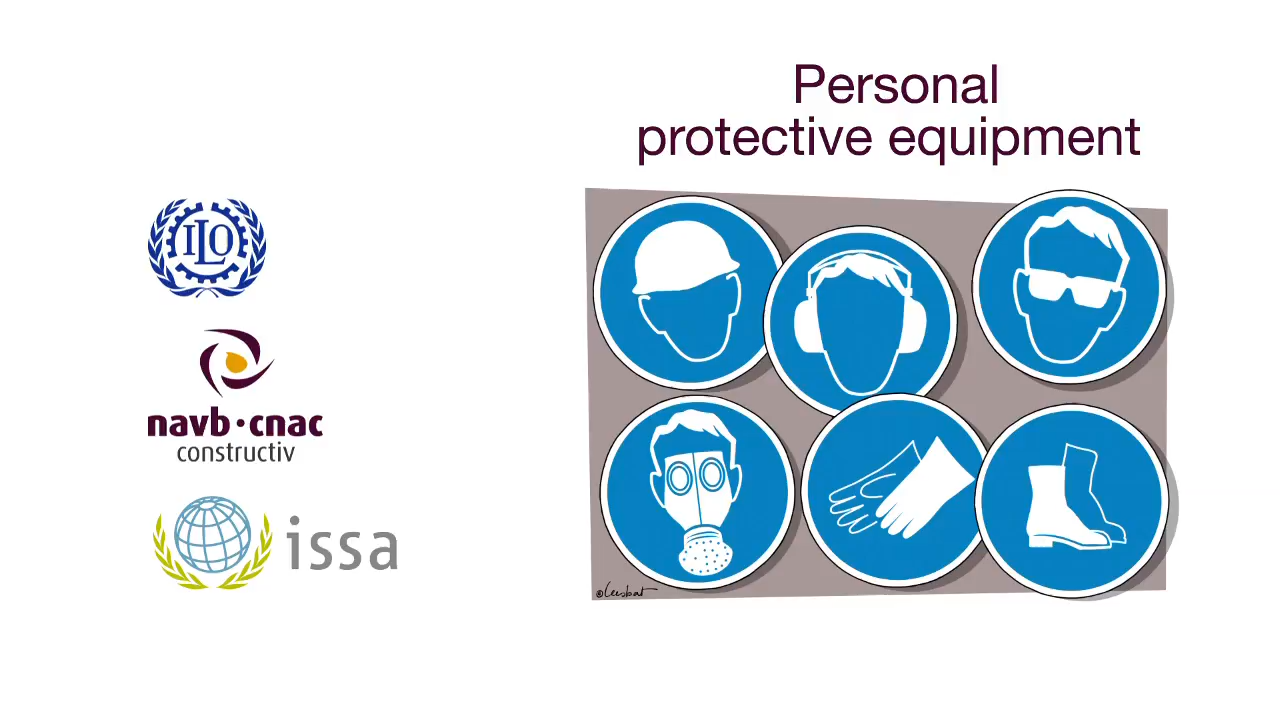 Personal
protective equipment
ILO
navb·cnac
constructiv
issa